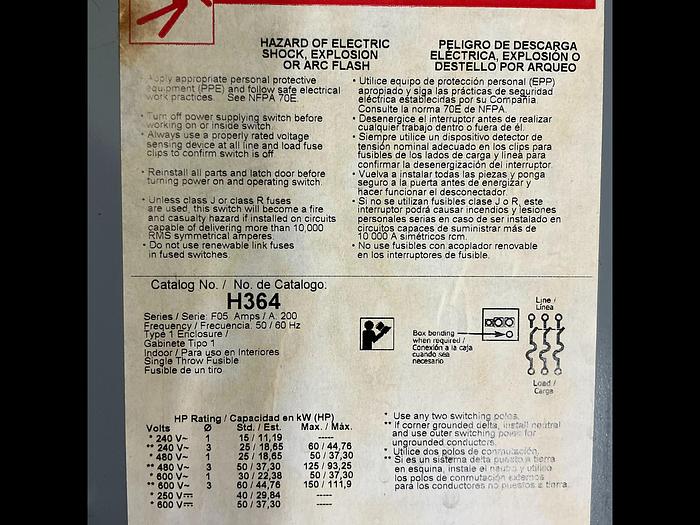 HAZARD OF ELECTRIC
SHOCK, EXPLOSION
OR ARC FLASH
Apply appropriate personal protective
equipment (PPE) and follow safe electrical
work practices. See NFPA 70E.
• Turn off power supplying switch before
working on or inside switch.
• Always use a properly rated voltage
sensing device at all line and load fuse
clips to confirm switch is off.
• Reinstall all parts and latch door before
turning power on and operating switch.
• Unless class J or class R fuses
are used, this switch will become a fire
and casualty hazard if installed on circuits
capable of delivering more than 10,000
RMS symmetrical amperes.
• Do not use renewable link fuses
in fused switches.
PELIGRO DE DESCARGA
ELÉCTRICA, EXPLOSIÓN O
DESTELLO POR ARQUEO
• Utilice equipo de protección personal (EPP)
apropiado y siga las prácticas de seguridad
eléctrica establecidas por su Compañia.
Consulte la norma 70E de NFPA.
• Desenergice el interruptor antes de realizar
cualquier trabajo dentro o fuera de él.
• Siempre utilice un dispositivo detector de
tensión nominal adecuado en los clips para
fusibles de los lados de carga y línea para
confirmar la desenergización del interruptor.
• Vuelva a instalar todas las piezas y ponga
seguro a la puerta antes de energizar y
hacer funcionar el desconectador.
• Si no se utilizan fusibles clase J o R, este
interruptor podrá causar incendios y lesiones
personales serias en caso de ser instalado en
circuitos capaces de suministrar más de
10 000 A simétricos rcm.
• No use fusibles con acoplador renovable
en los interruptores de fusible.
Catalog No. / No. de Catalogo:
H364
Series / Serie: F05 Amps / A: 200
Frequency / Frecuencia: 50 / 60 Hz
Type 1 Enclosure /
Gabinete Tipo 1
Indoor / Para uso en Interiores
Single Throw Fusible
Fusible de un tiro
Box bonding
when required /
Conexión a la caja
cuando sea
necesario
Line /
Línea
Load /
Carga
HP Rating / Capacidad en kW (HP)
Volts Ø Std. / Est. Max. / Máx.
* 240 V~ 1 15 / 11,19 -----
** 240 V~ 3 25 / 18,65 60 / 44,76
* 480 V~ 1 25 / 18,65 50 / 37,30
** 480 V~ 3 50 / 37,30 125 / 93,25
* 600 V~ 1 30 / 22,38 50 / 37,30
** 600 V~ 3 60 / 44,76 150 / 111,9
* 250 V⎓ 40 / 29,84 -----
* 600 V⎓ 50 / 37,30 -----
* Use any two switching poles.
** If corner grounded delta, install neutral
and use outer switching poles for
ungrounded conductors.
* Utilice dos polos de conmutación.
** Si es un sistema delta puesto a tierra
en esquina, instale el neutro y utilice
los polos de conmutación externos
para los conductores no puestos a tierra.